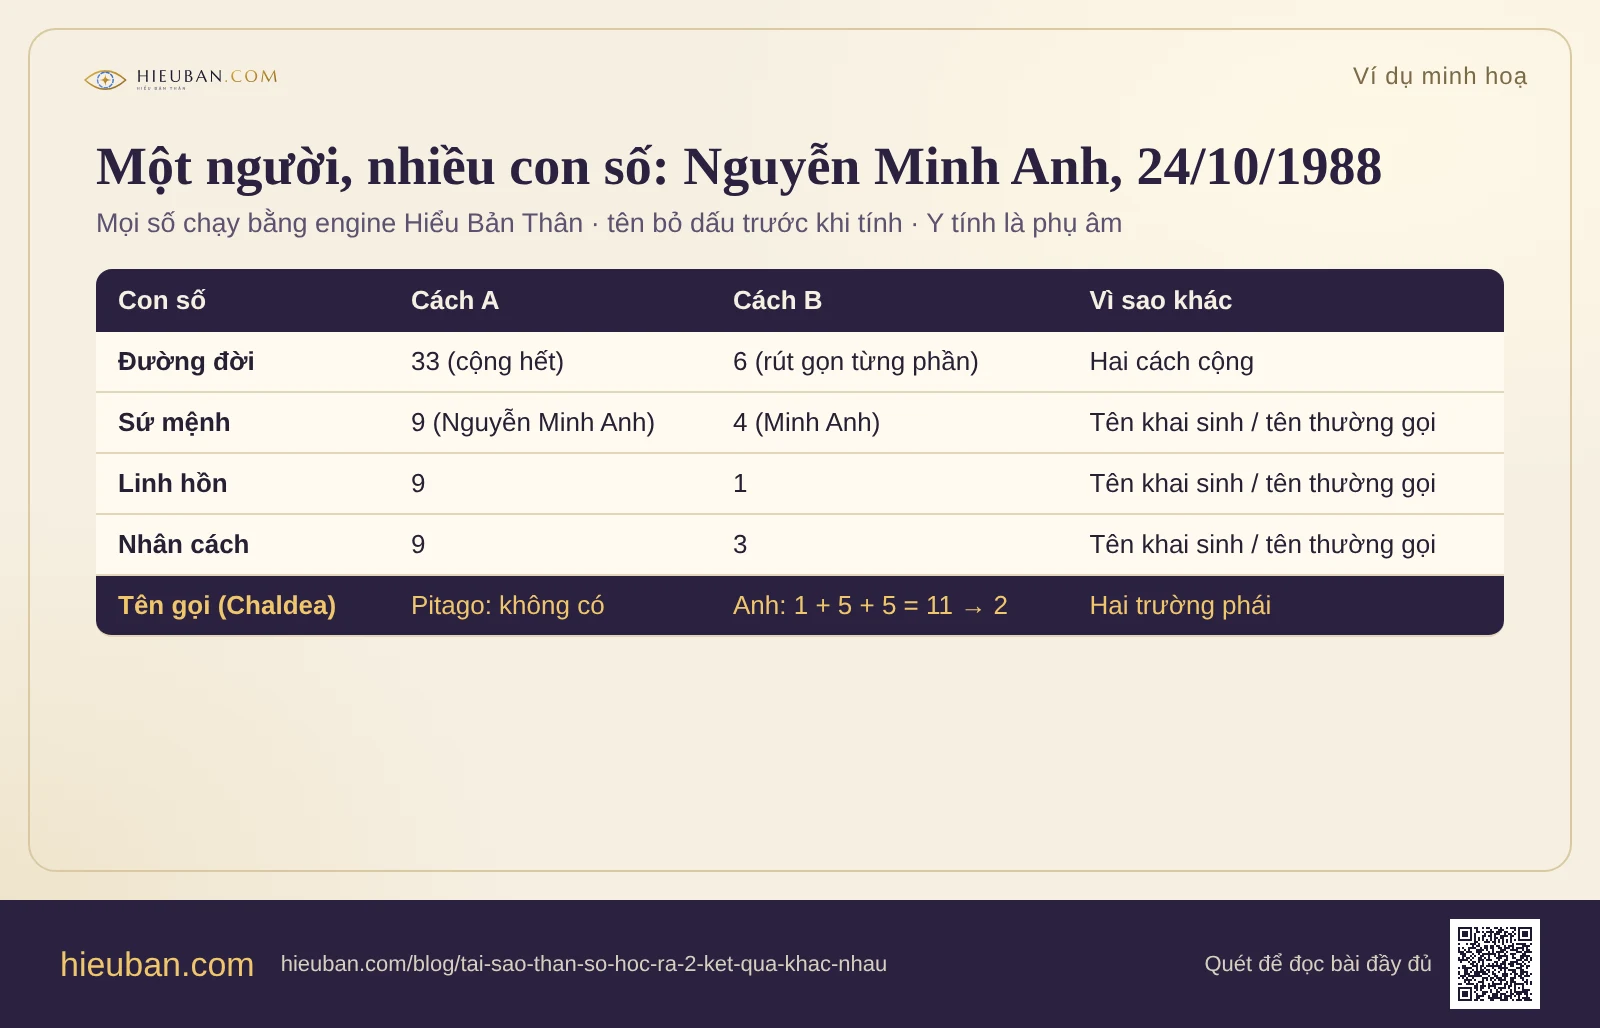 HIEUBAN.COM
HIỂU BẢN THÂN
Ví dụ minh hoạ
Một người, nhiều con số: Nguyễn Minh Anh, 24/10/1988
Mọi số chạy bằng engine Hiểu Bản Thân · tên bỏ dấu trước khi tính · Y tính là phụ âm
Con số Cách A Cách B Vì sao khác
Đường đời 33 (cộng hết) 6 (rút gọn từng phần) Hai cách cộng
Sứ mệnh 9 (Nguyễn Minh Anh) 4 (Minh Anh) Tên khai sinh / tên thường gọi
Linh hồn 9 1 Tên khai sinh / tên thường gọi
Nhân cách 9 3 Tên khai sinh / tên thường gọi
Tên gọi (Chaldea) Pitago: không có Anh: 1 + 5 + 5 = 11 → 2 Hai trường phái
hieuban.com hieuban.com/blog/tai-sao-than-so-hoc-ra-2-ket-qua-khac-nhau Quét để đọc bài đầy đủ